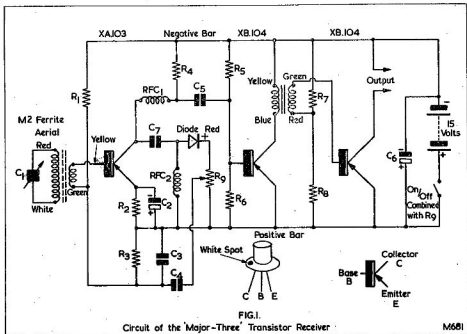 XA.103
Negative Bar
XB.104
XB.104
R1
R4
R5
RFC1
C5
Yellow
Green
R7
Output
M2 Ferrite
Aerial
Red
Yellow
C7
Diode
Red
Blue
Red
15
Volts
C1
RFC2
R9
C6
Green
White
R2
C2
R6
R8
On/
Off
Combined
with R9
Positive Bar
White Spot
R3
C3
C4
Collector
C
Base
B
Emitter
E
C B E
FIG.1.
Circuit of the 'Major-Three' Transistor Receiver
M681